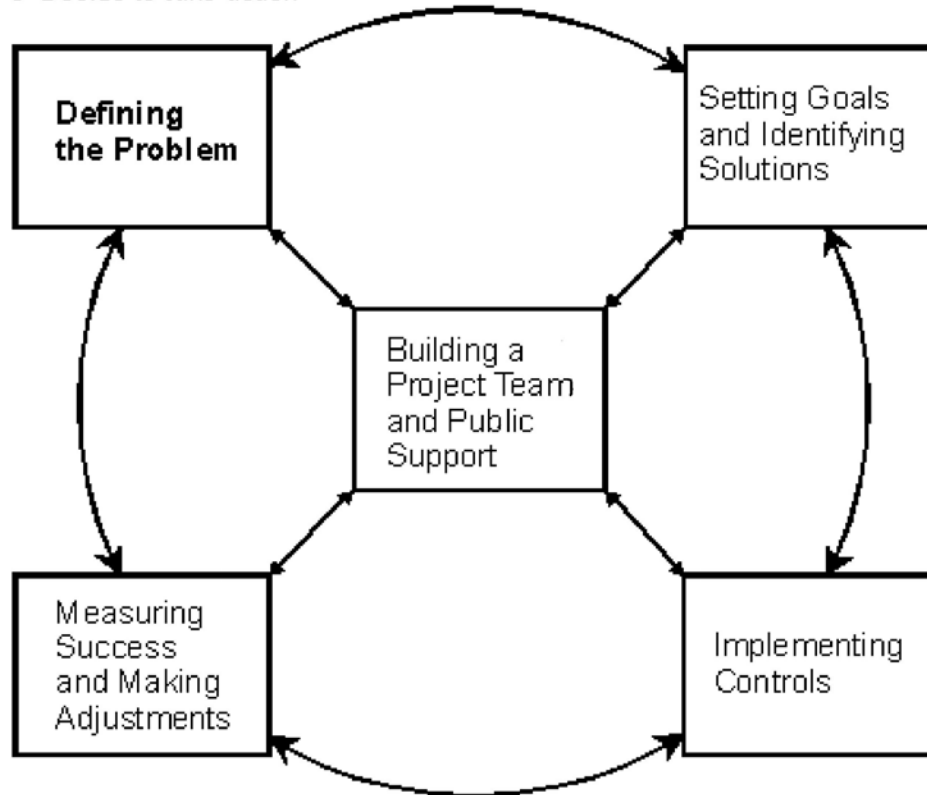 Defining
the Problem
Setting Goals
and Identifying
Solutions
Building a
Project Team
and Public
Support
Measuring
Success
and Making
Adjustments
Implementing
Controls